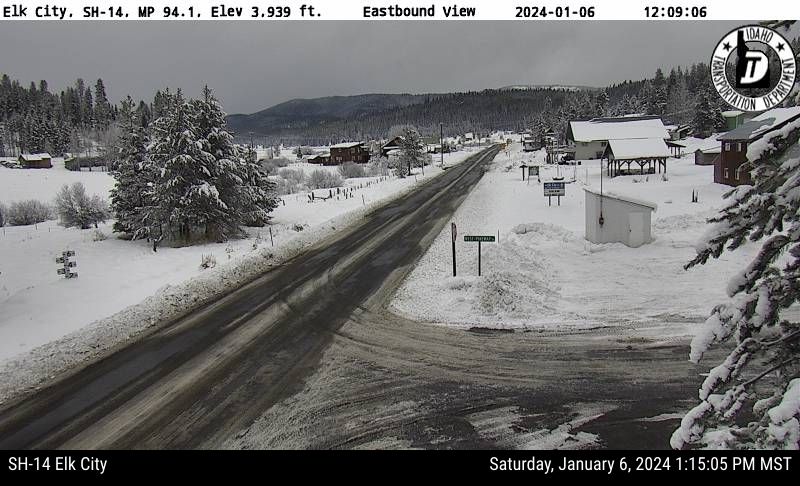 Elk City, SH-14, MP 94.1, Elev 3,939 ft. Eastbound View 2024-01-06 12:09:06
IDAHO
TRANSPORTATION DEPARTMENT
SH-14 Elk City Saturday, January 6, 2024 1:15:05 PM MST